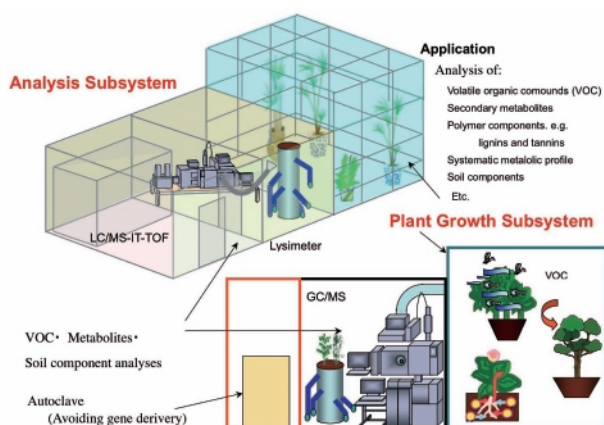 Analysis Subsystem
Application
Analysis of:
Volatile organic comounds (VOC)
Secondary metabolites
Polymer components. e.g.
lignins and tannins
Systematic metalolic profile
Soil components
Etc.
LC/MS-IT-TOF
Lysimeter
Plant Growth Subsystem
GC/MS
VOC
VOC· Metabolites·
Soil component analyses
Autoclave
(Avoiding gene derivery)